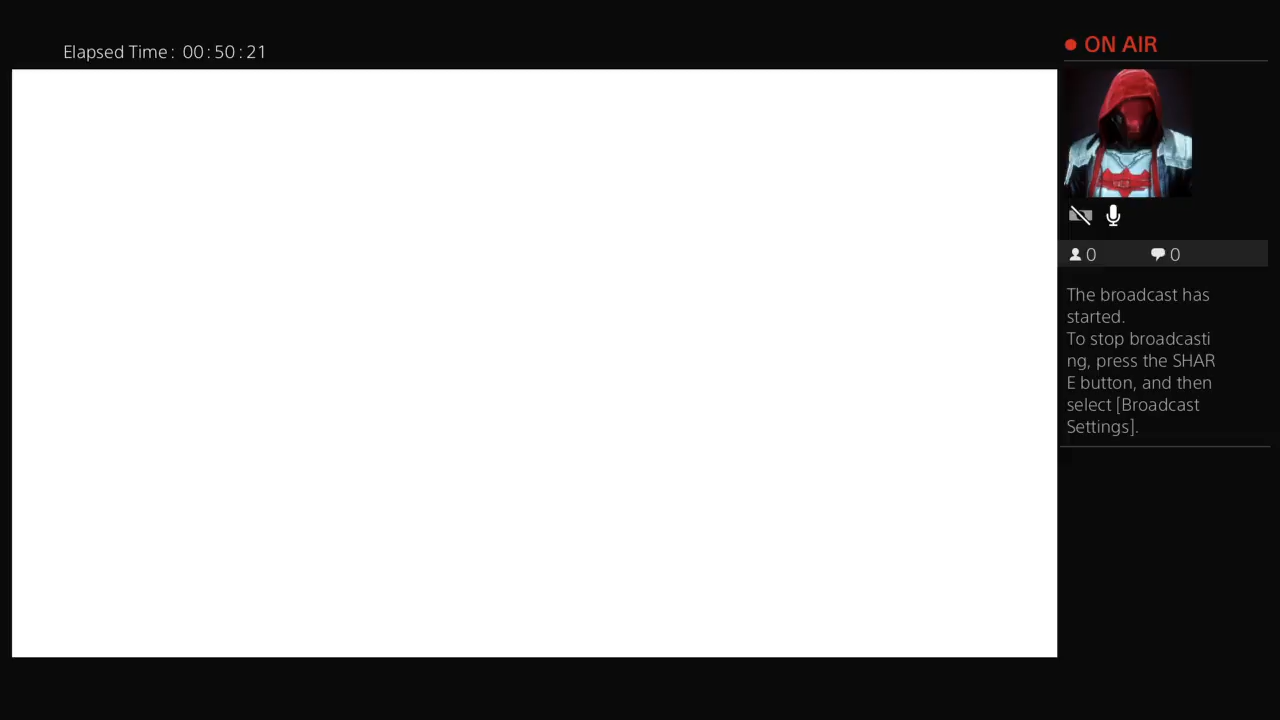 Elapsed Time: 00:50:21
ON AIR
0
0
The broadcast has
started.
To stop broadcasti
ng, press the SHAR
E button, and then
select [Broadcast
Settings].